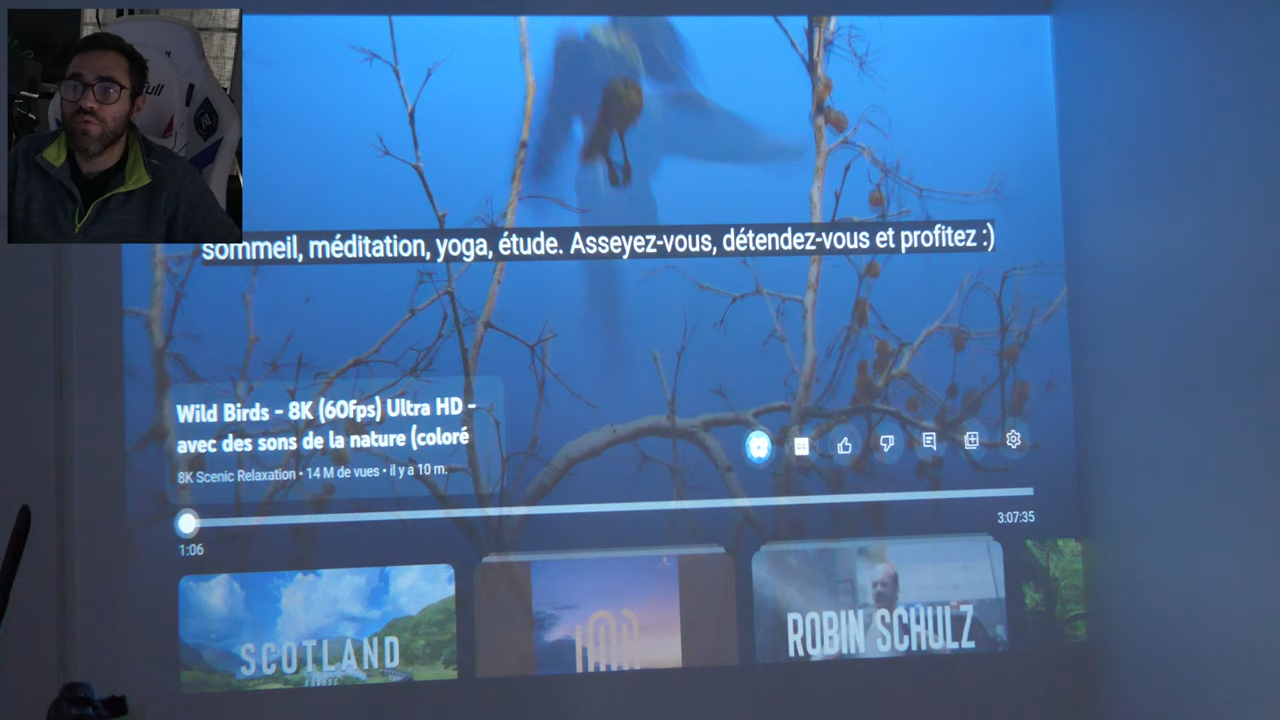 sommeil, méditation, yoga, étude. Asseyez-vous, détendez-vous et profitez :)
Wild Birds - 8K (60fps) Ultra HD -
avec des sons de la nature (coloré
8K Scenic Relaxation • 14 M de vues • il y a 10 m.
CC
3:07:35
1:06
SCOTLAND
ROBIN SCHULZ